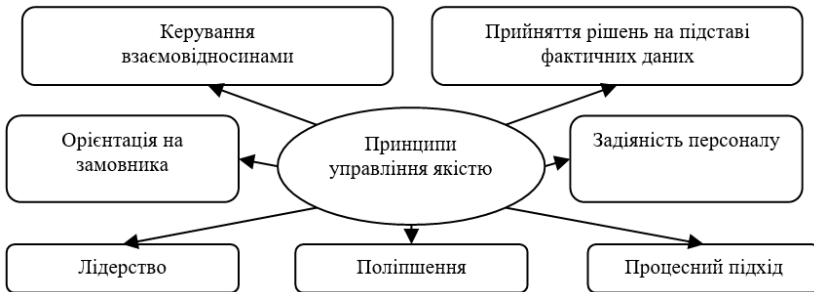 Керування
взаємовідносинами
Прийняття рішень на підставі
фактичних даних
Орієнтація на
замовника
Принципи
управління якістю
Задіяність персоналу
Лідерство
Поліпшення
Процесний підхід